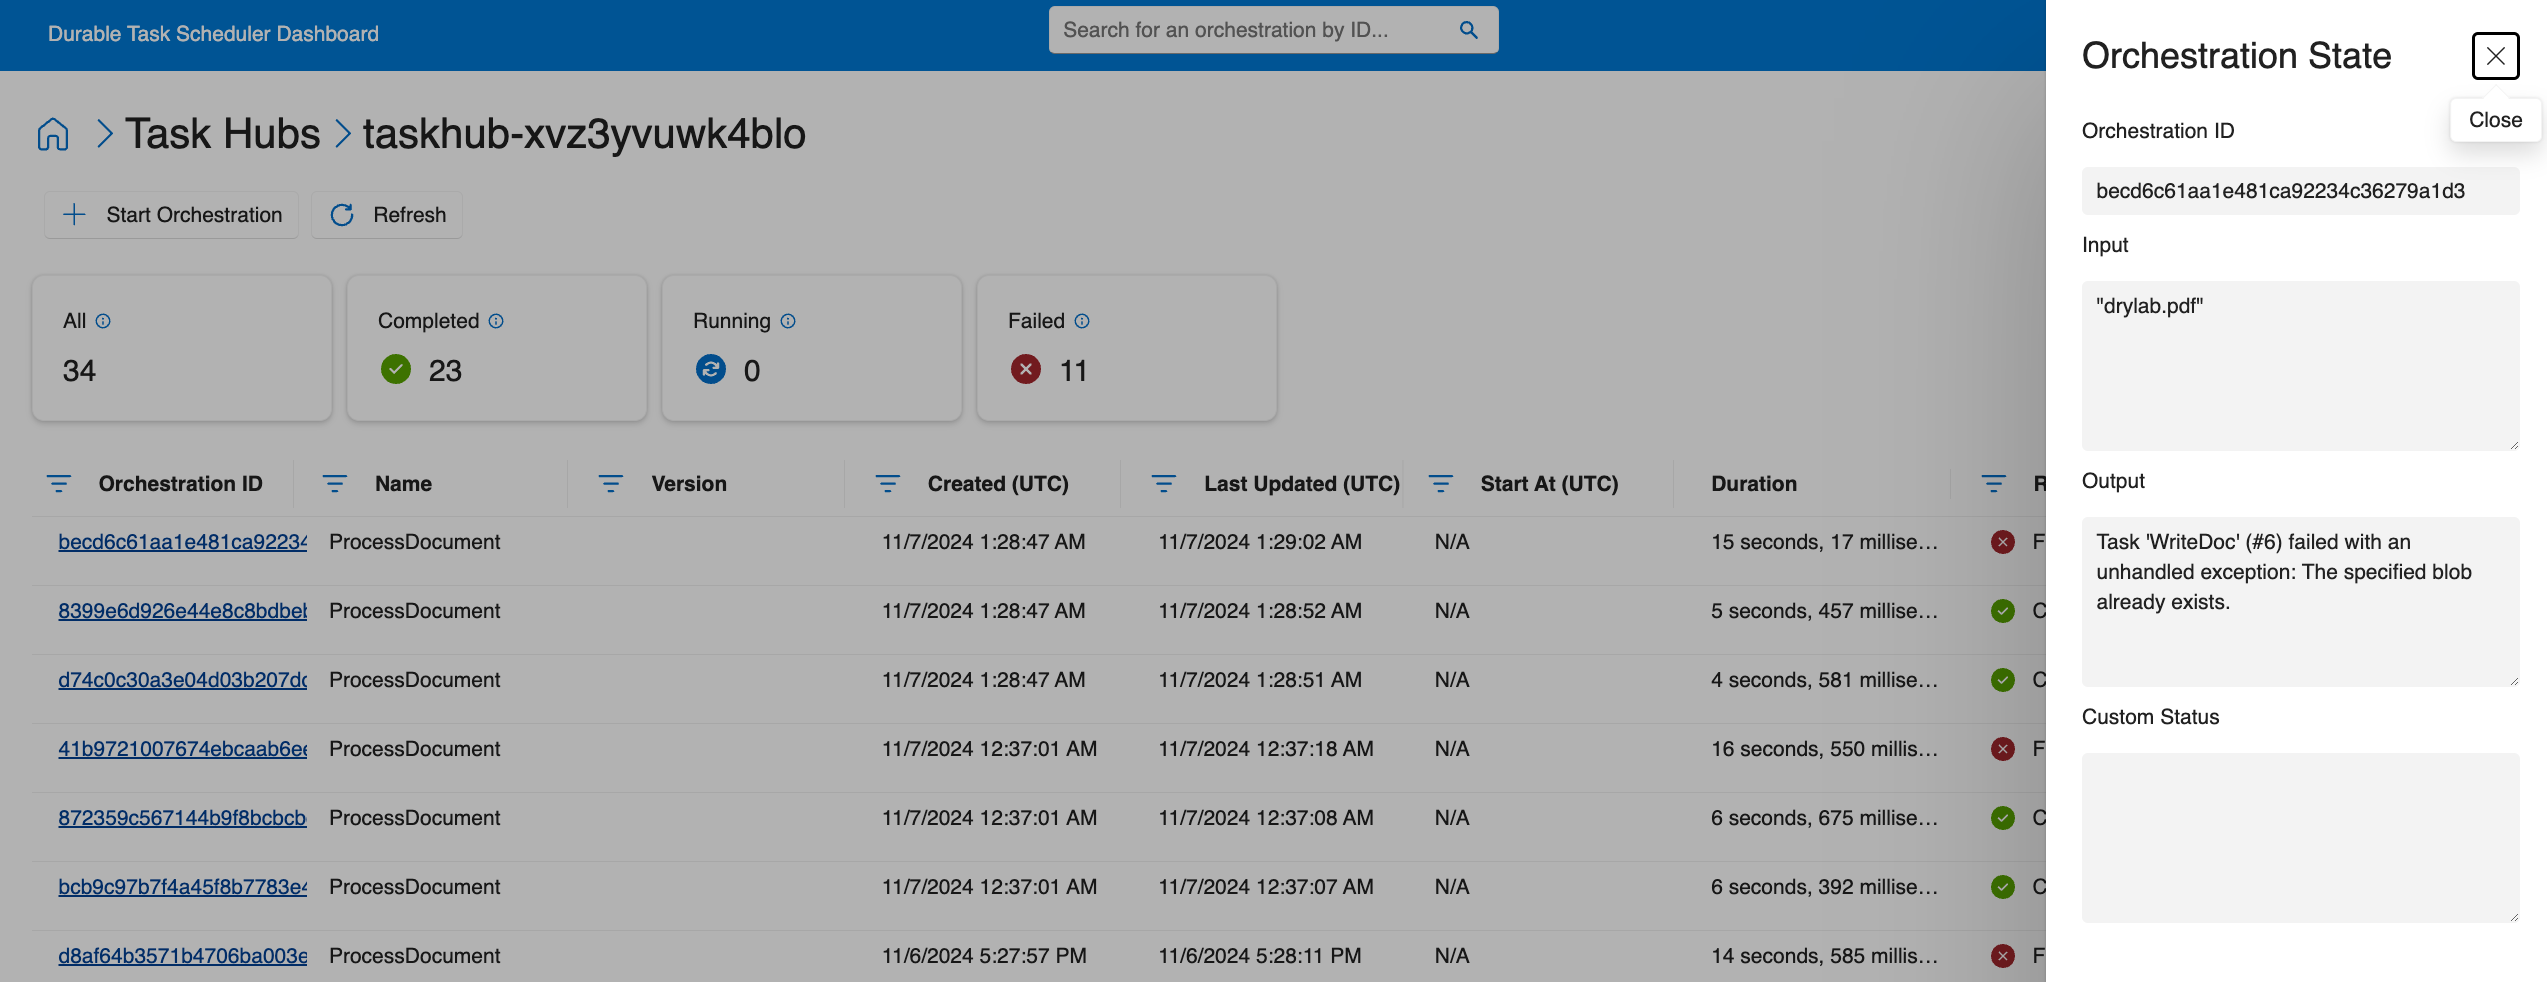 Durable Task Scheduler Dashboard
Search for an orchestration by ID...
Task Hubs
taskhub-xvz3yvuwk4blo
Start Orchestration
Refresh
All
34
Completed
23
Running
0
Failed
11
Orchestration ID Name Version Created (UTC) Last Updated (UTC) Start At (UTC) Duration R
becd6c61aa1e481ca92234 ProcessDocument 11/7/2024 1:28:47 AM 11/7/2024 1:29:02 AM N/A 15 seconds, 17 millise... F
8399e6d926e44e8c8bdbeb ProcessDocument 11/7/2024 1:28:47 AM 11/7/2024 1:28:52 AM N/A 5 seconds, 457 millise... C
d74c0c30a3e04d03b207dc ProcessDocument 11/7/2024 1:28:47 AM 11/7/2024 1:28:51 AM N/A 4 seconds, 581 millise... C
41b9721007674ebcaab6ee ProcessDocument 11/7/2024 12:37:01 AM 11/7/2024 12:37:18 AM N/A 16 seconds, 550 millis... F
872359c567144b9f8bcbcb ProcessDocument 11/7/2024 12:37:01 AM 11/7/2024 12:37:08 AM N/A 6 seconds, 675 millise... C
bcb9c97b7f4a45f8b7783e4 ProcessDocument 11/7/2024 12:37:01 AM 11/7/2024 12:37:07 AM N/A 6 seconds, 392 millise... C
d8af64b3571b4706ba003e ProcessDocument 11/6/2024 5:27:57 PM 11/6/2024 5:28:11 PM N/A 14 seconds, 585 millis... F
Orchestration State
Close
Orchestration ID
becd6c61aa1e481ca92234c36279a1d3
Input
"drylab.pdf"
Output
Task 'WriteDoc' (#6) failed with an
unhandled exception: The specified blob
already exists.
Custom Status